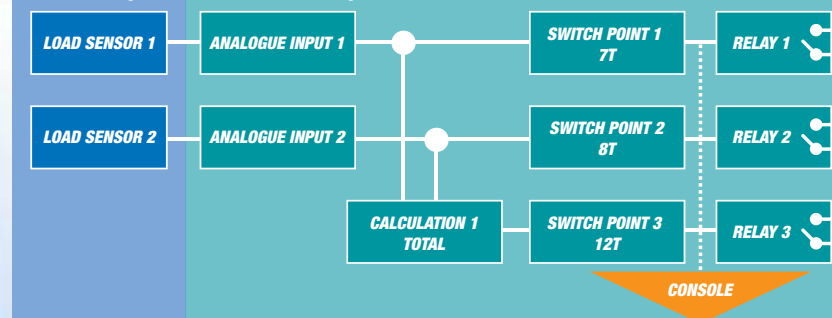 LOAD SENSOR 1
ANALOGUE INPUT 1
SWITCH POINT 1
7T
RELAY 1
LOAD SENSOR 2
ANALOGUE INPUT 2
SWITCH POINT 2
8T
RELAY 2
CALCULATION 1
TOTAL
SWITCH POINT 3
12T
RELAY 3
CONSOLE